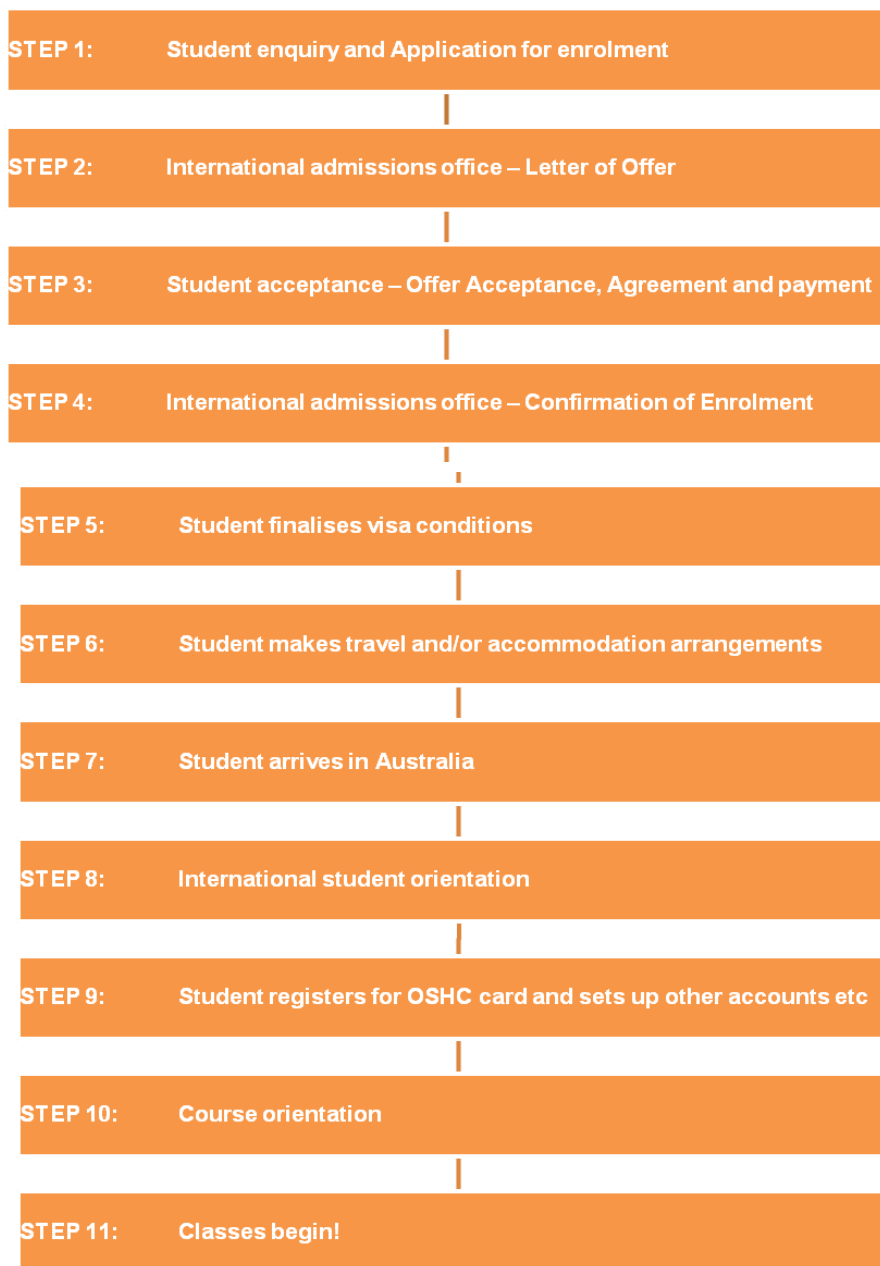 STEP 1: Student enquiry and Application for enrolment
STEP 2: International admissions office – Letter of Offer
STEP 3: Student acceptance – Offer Acceptance, Agreement and payment
STEP 4: International admissions office – Confirmation of Enrolment
STEP 5: Student finalises visa conditions
STEP 6: Student makes travel and/or accommodation arrangements
STEP 7: Student arrives in Australia
STEP 8: International student orientation
STEP 9: Student registers for OSHC card and sets up other accounts etc
STEP 10: Course orientation
STEP 11: Classes begin!